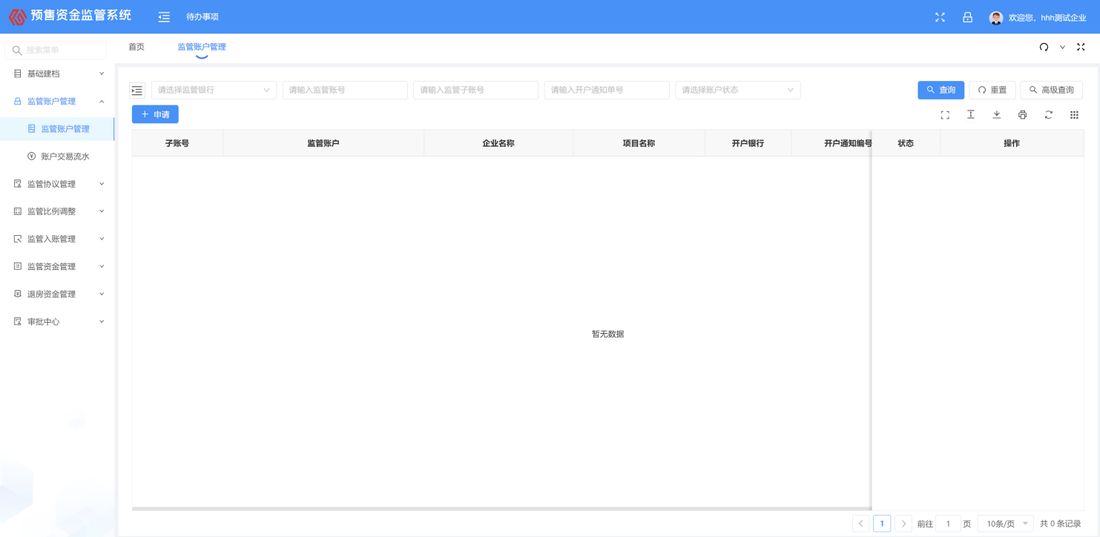 预售资金监管系统 待办事项 欢迎您，hhh测试企业
搜索菜单 首页 监管账户管理
基础建档
监管账户管理
监管账户管理
账户交易流水
监管协议管理
监管比例调整
监管入账管理
监管资金管理
退房资金管理
审批中心
请选择监管银行 请输入监管账号 请输入监管子账号 请输入开户通知单号 请选择账户状态 查询 重置 高级查询
申请
子账号 监管账户 企业名称 项目名称 开户银行 开户通知编号 状态 操作
暂无数据
1 前往 1 页 10条/页 共 0 条记录